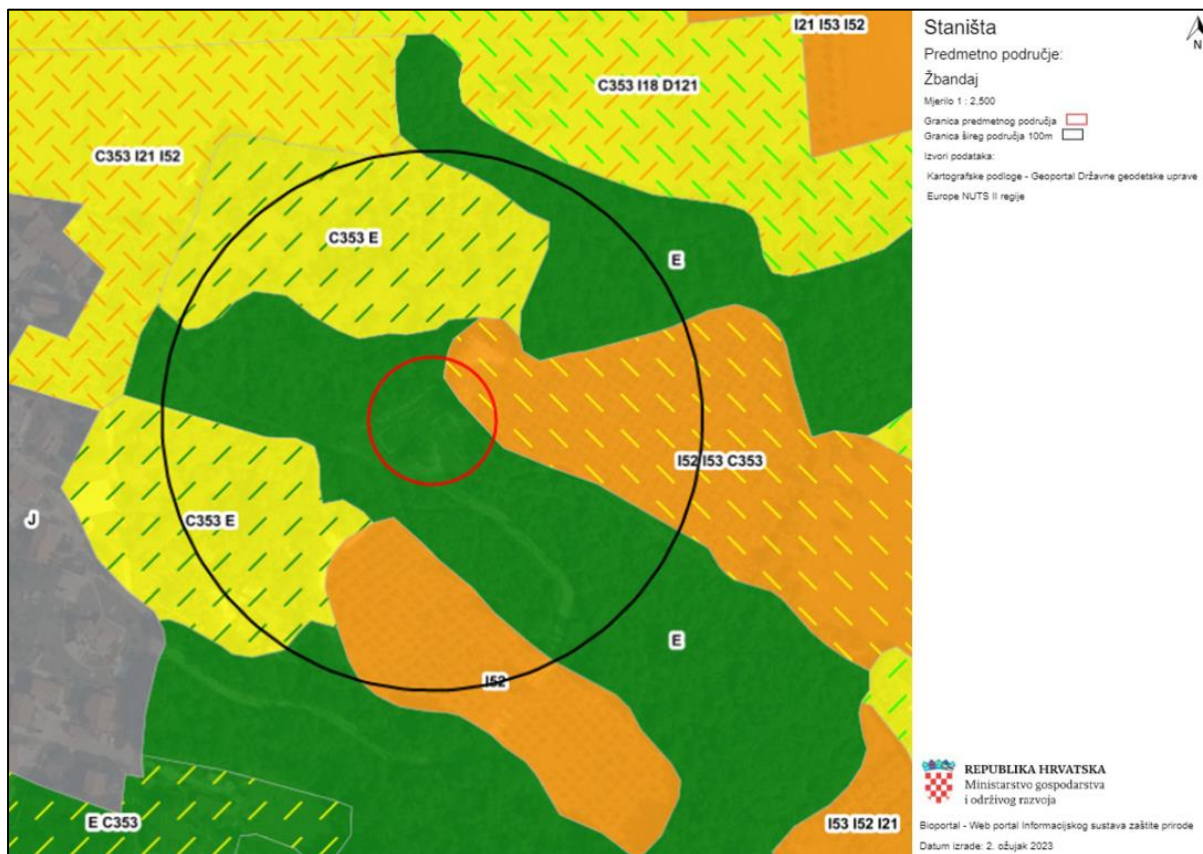 I21 I53 I52
C353 I18 D121
C353 I21 I52
C353 E
E
I52 I53 C353
J
C353 E
E
I52
E C353
I53 I52 I21
Staništa
N
Predmetno područje:
Žbandaj
Mjerilo 1 : 2,500
Granica predmetnog područja
Granica šireg područja 100m
Izvori podataka:
Kartografske podloge - Geoportal Državne geodetske uprave
Europe NUTS II regije
REPUBLIKA HRVATSKA
Ministarstvo gospodarstva
i održivog razvoja
Bioportal - Web portal Informacijskog sustava zaštite prirode
Datum izrade: 2. ožujak 2023